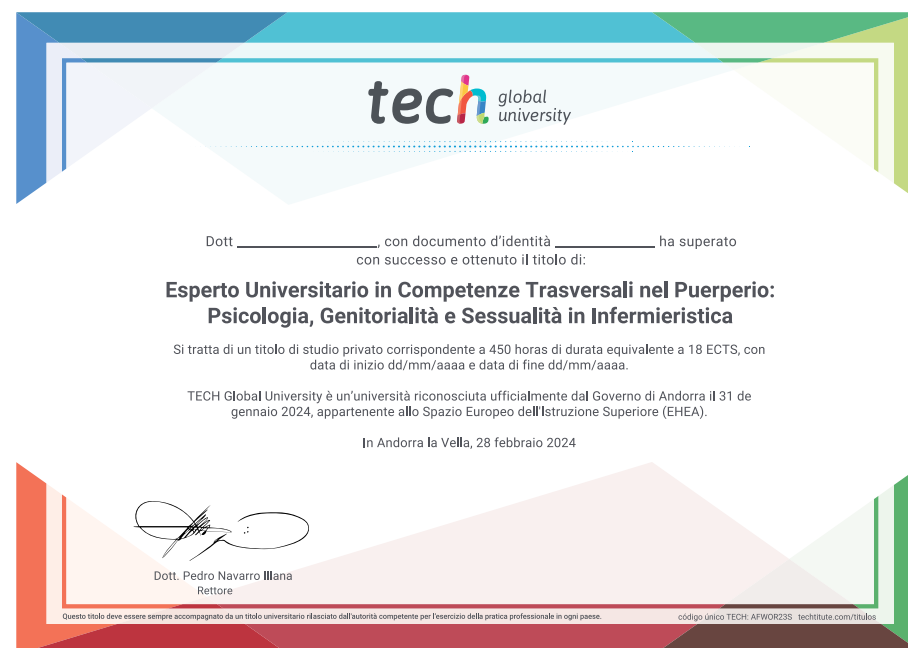 tech global university
Dott ____________, con documento d'identità ____________ ha superato
con successo e ottenuto il titolo di:
Esperto Universitario in Competenze Trasversali nel Puerperio:
Psicologia, Genitorialità e Sessualità in Infermieristica
Si tratta di un titolo di studio privato corrispondente a 450 horas di durata equivalente a 18 ECTS, con
data di inizio dd/mm/aaaa e data di fine dd/mm/aaaa.
TECH Global University è un'università riconosciuta ufficialmente dal Governo di Andorra il 31 de
gennaio 2024, appartenente allo Spazio Europeo dell'Istruzione Superiore (EHEA).
In Andorra la Vella, 28 febbraio 2024
Dott. Pedro Navarro Illana
Rettore
Questo titolo deve essere sempre accompagnato da un titolo universitario rilasciato dall'autorità competente per l'esercizio della pratica professionale in ogni paese.
código único TECH: AFWOR23S techtitute.com/titulos